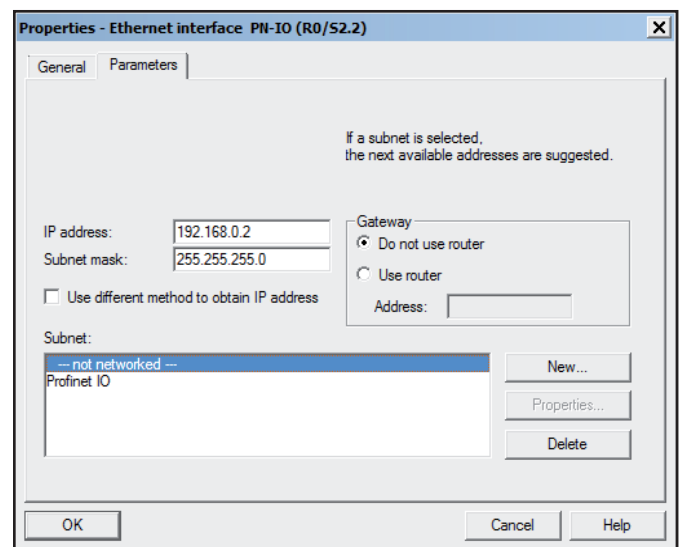 Properties - Ethernet interface PN-IO (R0/S2.2)
General Parameters
If a subnet is selected,
the next available addresses are suggested.
IP address: 192.168.0.2
Subnet mask: 255.255.255.0
Use different method to obtain IP address
Gateway
Do not use router
Use router
Address:
Subnet:
--- not networked ---
Profinet IO
New...
Properties...
Delete
OK Cancel Help